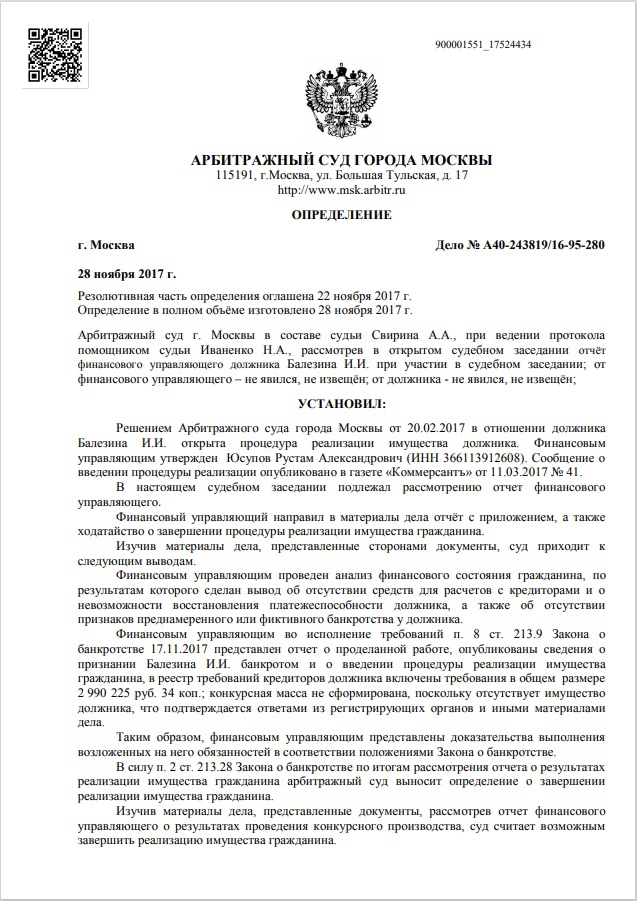 900001551_17524434
АРБИТРАЖНЫЙ СУД ГОРОДА МОСКВЫ
115191, г.Москва, ул. Большая Тульская, д. 17
http://www.msk.arbitr.ru
ОПРЕДЕЛЕНИЕ
г. Москва Дело № А40-243819/16-95-280
28 ноября 2017 г.
Резолютивная часть определения оглашена 22 ноября 2017 г.
Определение в полном объёме изготовлено 28 ноября 2017 г.
Арбитражный суд г. Москвы в составе судьи Свирина А.А., при ведении протокола
помощником судьи Иваненко Н.А., рассмотрев в открытом судебном заседании отчёт
финансового управляющего должника Балезина И.И. при участии в судебном заседании; от
финансового управляющего – не явился, не извещён; от должника - не явился, не извещён;
УСТАНОВИЛ:
Решением Арбитражного суда города Москвы от 20.02.2017 в отношении должника
Балезина И.И. открыта процедура реализации имущества должника. Финансовым
управляющим утвержден Юсупов Рустам Александрович (ИНН 366113912608). Сообщение о
введении процедуры реализации опубликовано в газете «Коммерсантъ» от 11.03.2017 № 41.
В настоящем судебном заседании подлежал рассмотрению отчет финансового
управляющего.
Финансовый управляющий направил в материалы дела отчёт с приложением, а также
ходатайство о завершении процедуры реализации имущества гражданина.
Изучив материалы дела, представленные сторонами документы, суд приходит к
следующим выводам.
Финансовым управляющим проведен анализ финансового состояния гражданина, по
результатам которого сделан вывод об отсутствии средств для расчетов с кредиторами и о
невозможности восстановления платежеспособности должника, а также об отсутствии
признаков преднамеренного или фиктивного банкротства у должника.
Финансовым управляющим во исполнение требований п. 8 ст. 213.9 Закона о
банкротстве 17.11.2017 представлен отчет о проделанной работе, опубликованы сведения о
признании Балезина И.И. банкротом и о введении процедуры реализации имущества
гражданина, в реестр требований кредиторов должника включены требования в общем размере
2 990 225 руб. 34 коп.; конкурсная масса не сформирована, поскольку отсутствует имущество
должника, что подтверждается ответами из регистрирующих органов и иными материалами
дела.
Таким образом, финансовым управляющим представлены доказательства выполнения
возложенных на него обязанностей в соответствии положениями Закона о банкротстве.
В силу п. 2 ст. 213.28 Закона о банкротстве по итогам рассмотрения отчета о результатах
реализации имущества гражданина арбитражный суд выносит определение о завершении
реализации имущества гражданина.
Изучив материалы дела, представленные документы, рассмотрев отчет финансового
управляющего о результатах проведения конкурсного производства, суд считает возможным
завершить реализацию имущества гражданина.